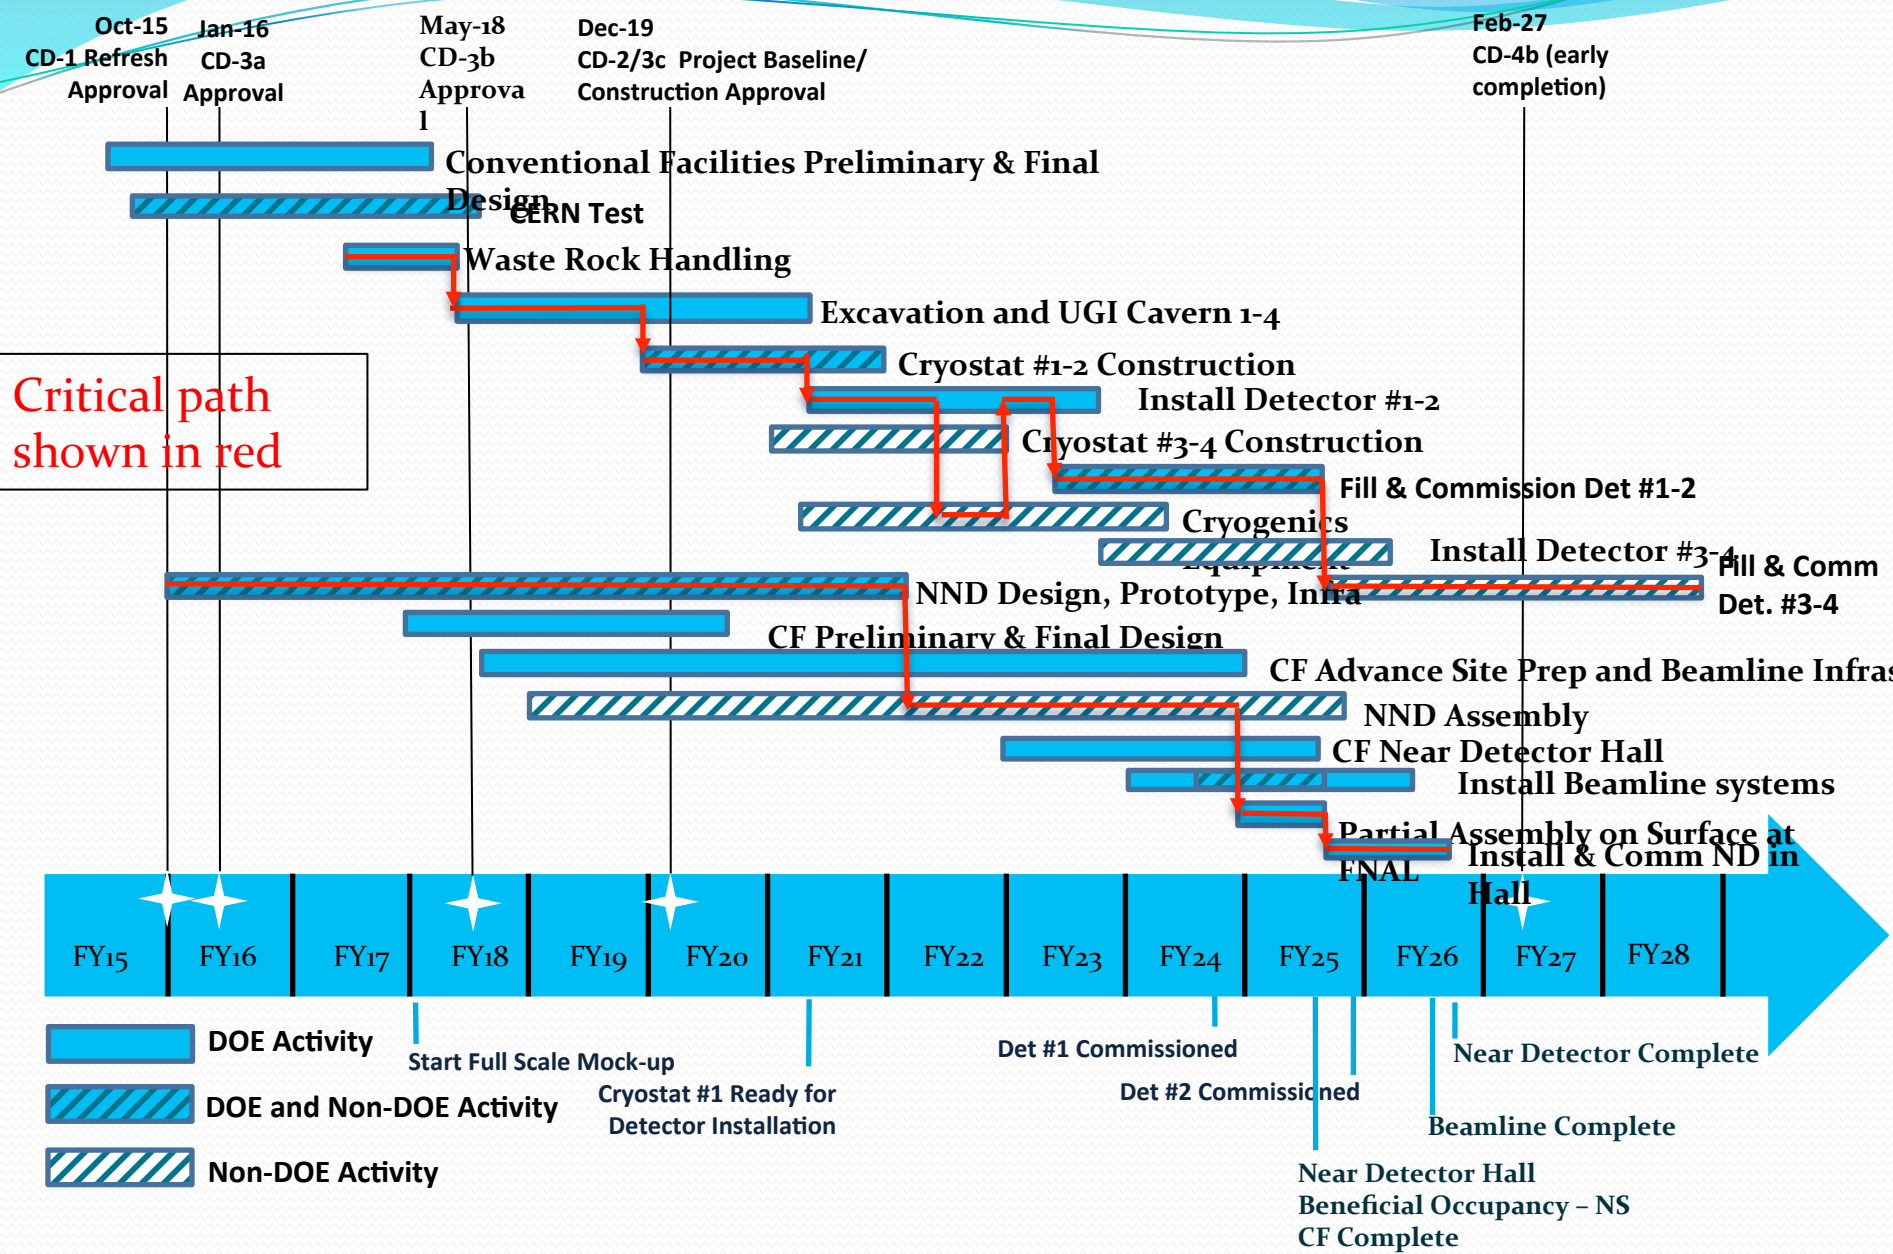 Oct-15
CD-1 Refresh
Approval
Jan-16
CD-3a
Approval
May-18
CD-3b
Approva
l
Dec-19
CD-2/3c Project Baseline/
Construction Approval
Feb-27
CD-4b (early
completion)
Conventional Facilities Preliminary & Final
Design
CERN Test
Waste Rock Handling
Excavation and UGI Cavern 1-4
Cryostat #1-2 Construction
Critical path
shown in red
Install Detector #1-2
Cryostat #3-4 Construction
Fill & Commission Det #1-2
Cryogenics
Equipment
Install Detector #3-4
Fill & Comm
Det. #3-4
NND Design, Prototype, Infra
CF Preliminary & Final Design
CF Advance Site Prep and Beamline Infras
NND Assembly
CF Near Detector Hall
Install Beamline systems
Partial Assembly on Surface at
FNAL
Install & Comm ND in
Hall
FY15 FY16 FY17 FY18 FY19 FY20 FY21 FY22 FY23 FY24 FY25 FY26 FY27 FY28
DOE Activity
DOE and Non-DOE Activity
Non-DOE Activity
Start Full Scale Mock-up
Cryostat #1 Ready for
Detector Installation
Det #1 Commissioned
Det #2 Commissioned
Near Detector Complete
Beamline Complete
Near Detector Hall
Beneficial Occupancy – NS
CF Complete